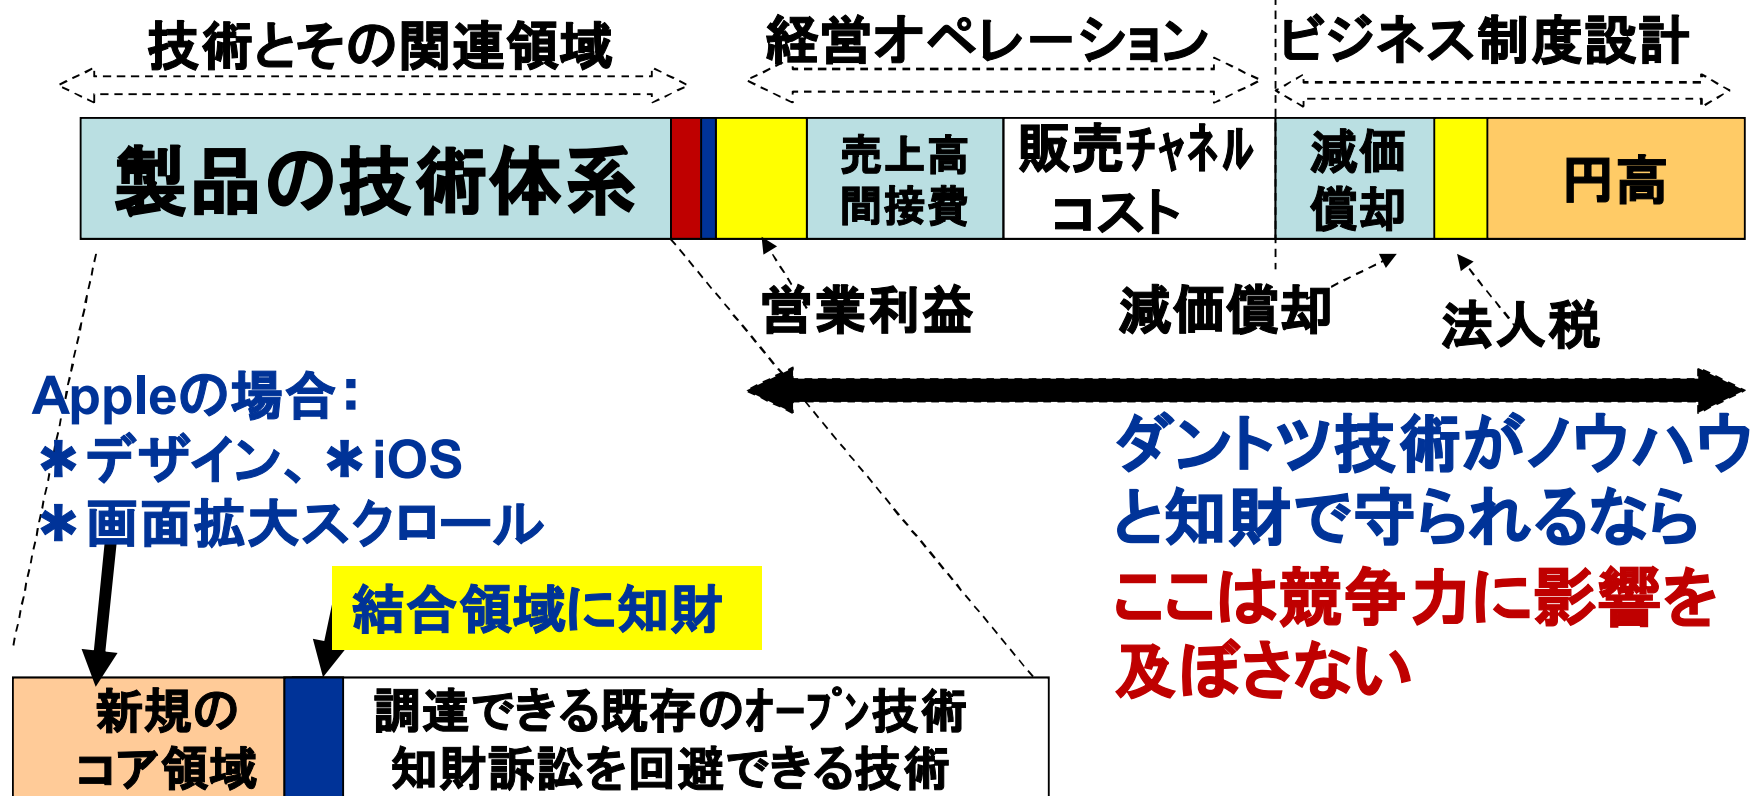 技術とその関連領域
経営オペレーション
ビジネス制度設計
製品の技術体系
売上高
間接費
販売ﾁｬﾈﾙ
コスト
減価
償却
円高
営業利益
減価償却
法人税
Appleの場合：
＊デザイン、＊iOS
＊画面拡大スクロール
結合領域に知財
ダントツ技術がノウハウ
と知財で守られるなら
ここは競争力に影響を
及ぼさない
新規の
コア領域
調達できる既存のｵｰﾌﾟﾝ技術
知財訴訟を回避できる技術